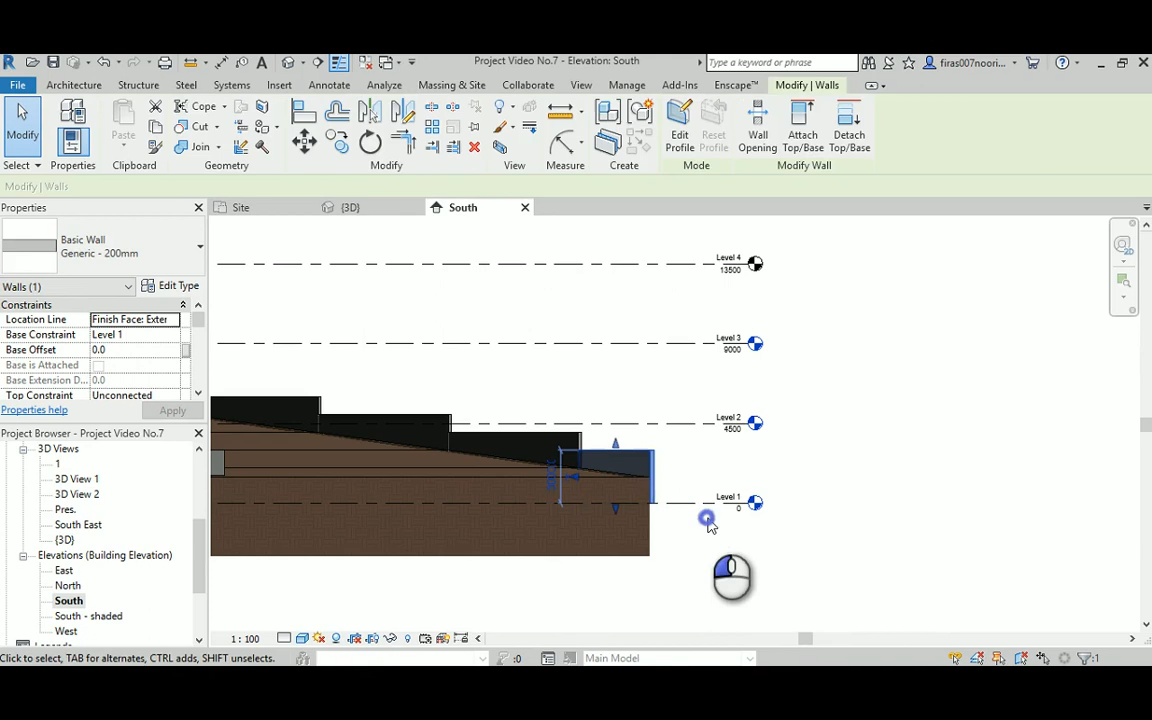 Project Video No.7 - Elevation: South
Type a keyword or phrase
firas007noori...
File Architecture Structure Steel Systems Insert Annotate Analyze Massing & Site Collaborate View Manage Add-Ins Enscape™ Modify | Walls
Modify
Properties
Paste
Cope
Cut
Join
Edit Profile
Reset Profile
Wall Opening
Attach Top/Base
Detach Top/Base
Select Properties Clipboard Geometry Modify View Measure Create Mode Modify Wall
Modify | Walls
Properties
Site
{3D}
South
Basic Wall
Generic - 200mm
Walls (1)
Edit Type
Constraints
Location Line Finish Face: Exter
Base Constraint Level 1
Base Offset 0.0
Base is Attached
Base Extension D... 0.0
Top Constraint Unconnected
Properties help
Apply
Project Browser - Project Video No.7
3D Views
1
3D View 1
3D View 2
Pres.
South East
{3D}
Elevations (Building Elevation)
East
North
South
South - shaded
West
Level 4
13500
Level 3
9000
Level 2
4500
Level 1
0
2D
1 : 100
Click to select, TAB for alternates, CTRL adds, SHIFT unselects.
:0
Main Model
:1